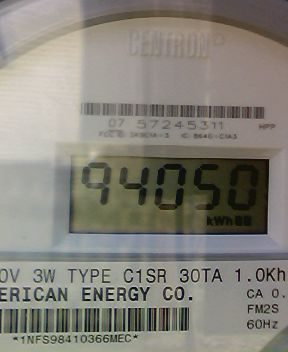 CENTRON
07 57245311 HPP
94050
kWh
0V 3W TYPE C1SR 30TA 1.0Kh
ERICAN ENERGY CO.
CA 0.
FM2S
60Hz
*1NFS98410366MEC*